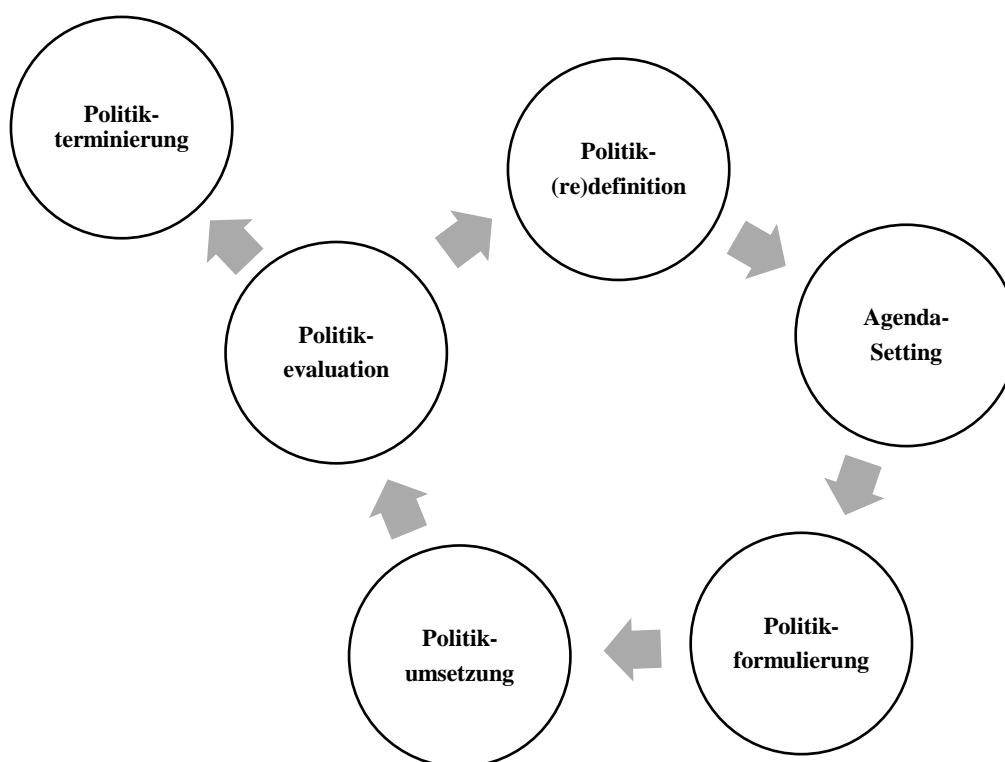 Politik-
terminierung
Politik-
(re)definition
Agenda-
Setting
Politik-
evaluation
Politik-
formulierung
Politik-
umsetzung